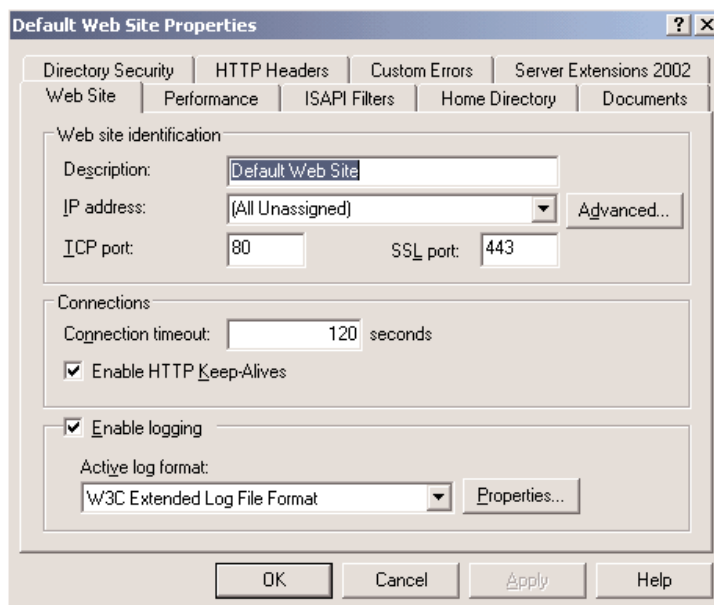 Default Web Site Properties
Directory Security HTTP Headers Custom Errors Server Extensions 2002
Web Site Performance ISAPI Filters Home Directory Documents
Web site identification
Description: Default Web Site
IP address: (All Unassigned) Advanced...
TCP port: 80 SSL port: 443
Connections
Connection timeout: 120 seconds
Enable HTTP Keep-Alives
Enable logging
Active log format:
W3C Extended Log File Format Properties...
OK Cancel Apply Help